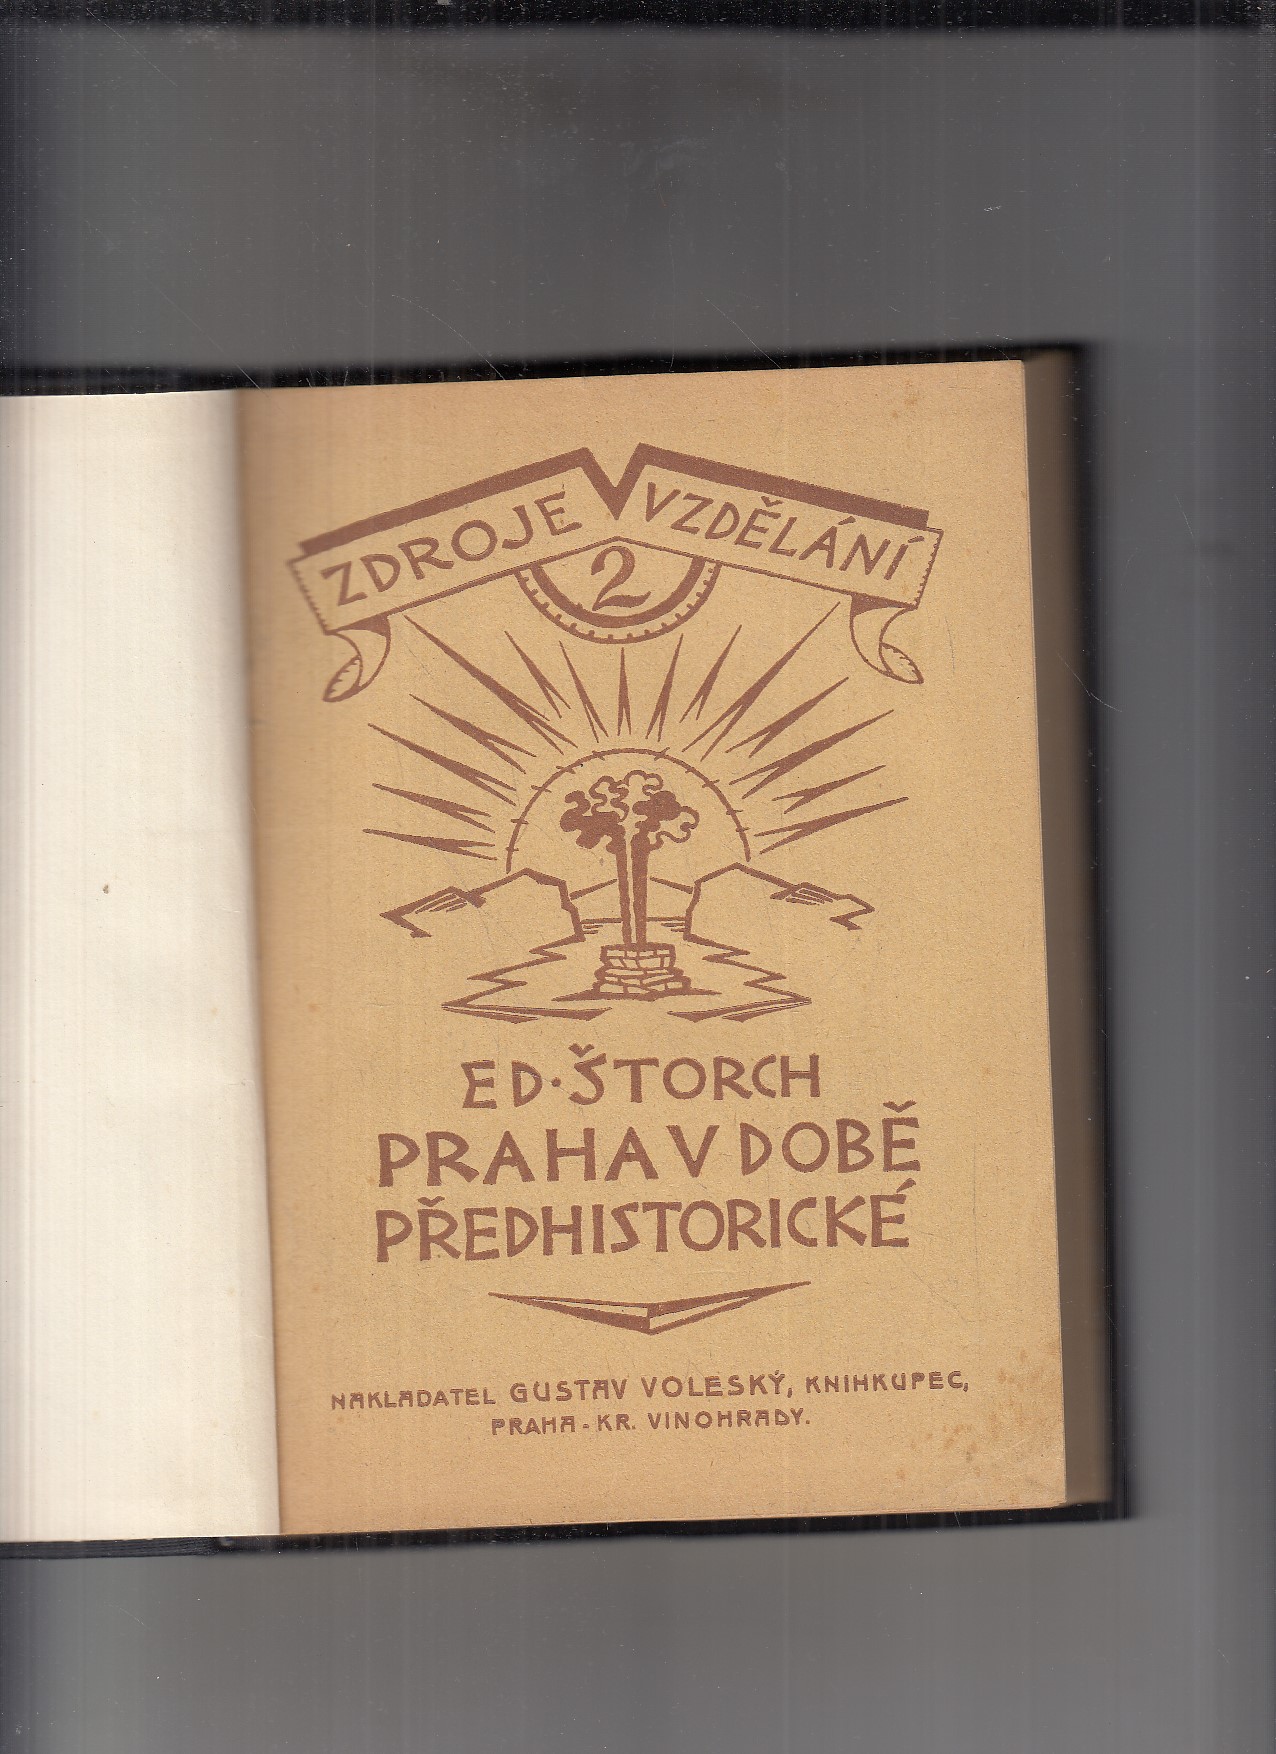 ZDROJE VZDĚLÁNÍ
2
ED. ŠTORCH
PRAHA V DOBĚ
PŘEDHISTORICKÉ
NAKLADATEL GUSTAV VOLESKÝ, KNIHKUPEC,
PRAHA - KR. VINOHRADY.